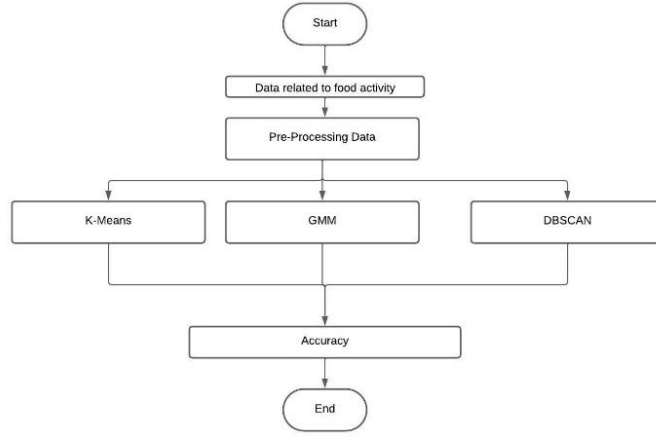 Start
Data related to food activity
Pre-Processing Data
K-Means
GMM
DBSCAN
Accuracy
End